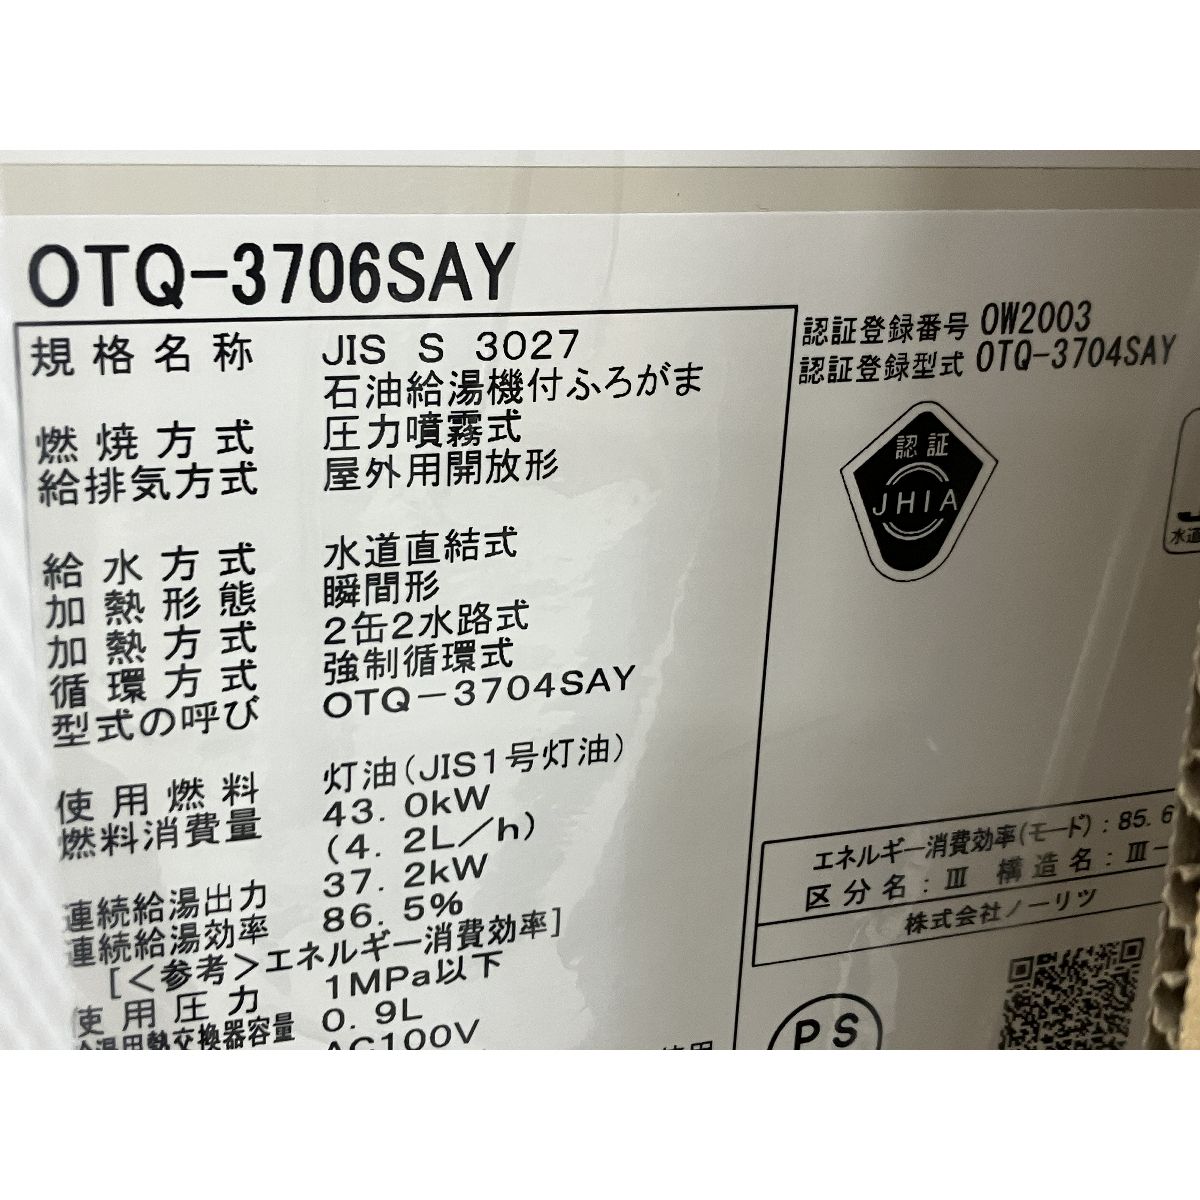 OTQ-3706SAY
規格名称 JIS S 3027
石油給湯機付ふろがま
燃焼方式 圧力噴霧式
給排気方式 屋外用開放形
給水方式 水道直結式
加熱形態 瞬間形
加熱方式 2缶2水路式
循環方式 強制循環式
型式の呼び OTQ-3704SAY
使用燃料 灯油(JIS1号灯油)
燃料消費量 43.0kW
(4.2L/h)
連続給湯出力 37.2kW
連続給湯効率 86.5%
[<参考>エネルギー消費効率]
使用圧力 1MPa以下
給湯用熱交換器容量 0.9L
AC100V
認証登録番号 OW2003
認証登録型式 OTQ-3704SAY
認証
JHIA
水道
エネルギー消費効率(モード):85.6
区分名:Ⅲ 構造名:Ⅲ-
株式会社ノーリツ
PS